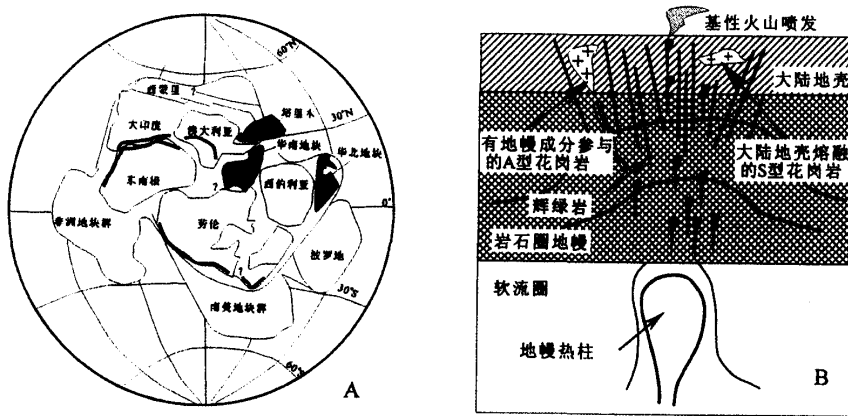 60°N
西蒙里?
塔里木
30°N
大印度
澳大利亚
华南地块
华北地块
东南极
?
西伯利亚
0°
非洲地块群
劳伦
波罗地
?
南美地块群
30°S
60°S
A
基性火山喷发
大陆地壳
有地幔成分参与
的A型花岗岩
大陆地壳熔融
的S型花岗岩
辉绿岩
岩石圈地幔
软流圈
地幔热柱
B